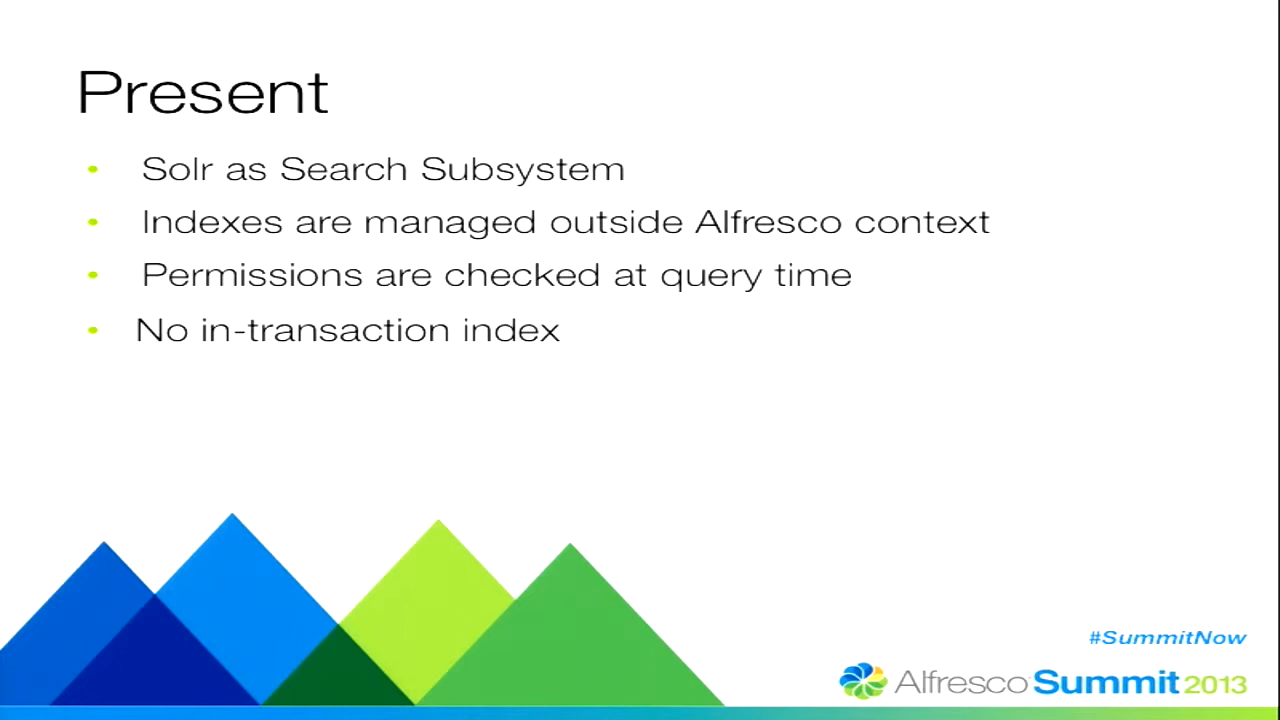 Present
• Solr as Search Subsystem
• Indexes are managed outside Alfresco context
• Permissions are checked at query time
• No in-transaction index
#SummitNow
Alfresco Summit 2013